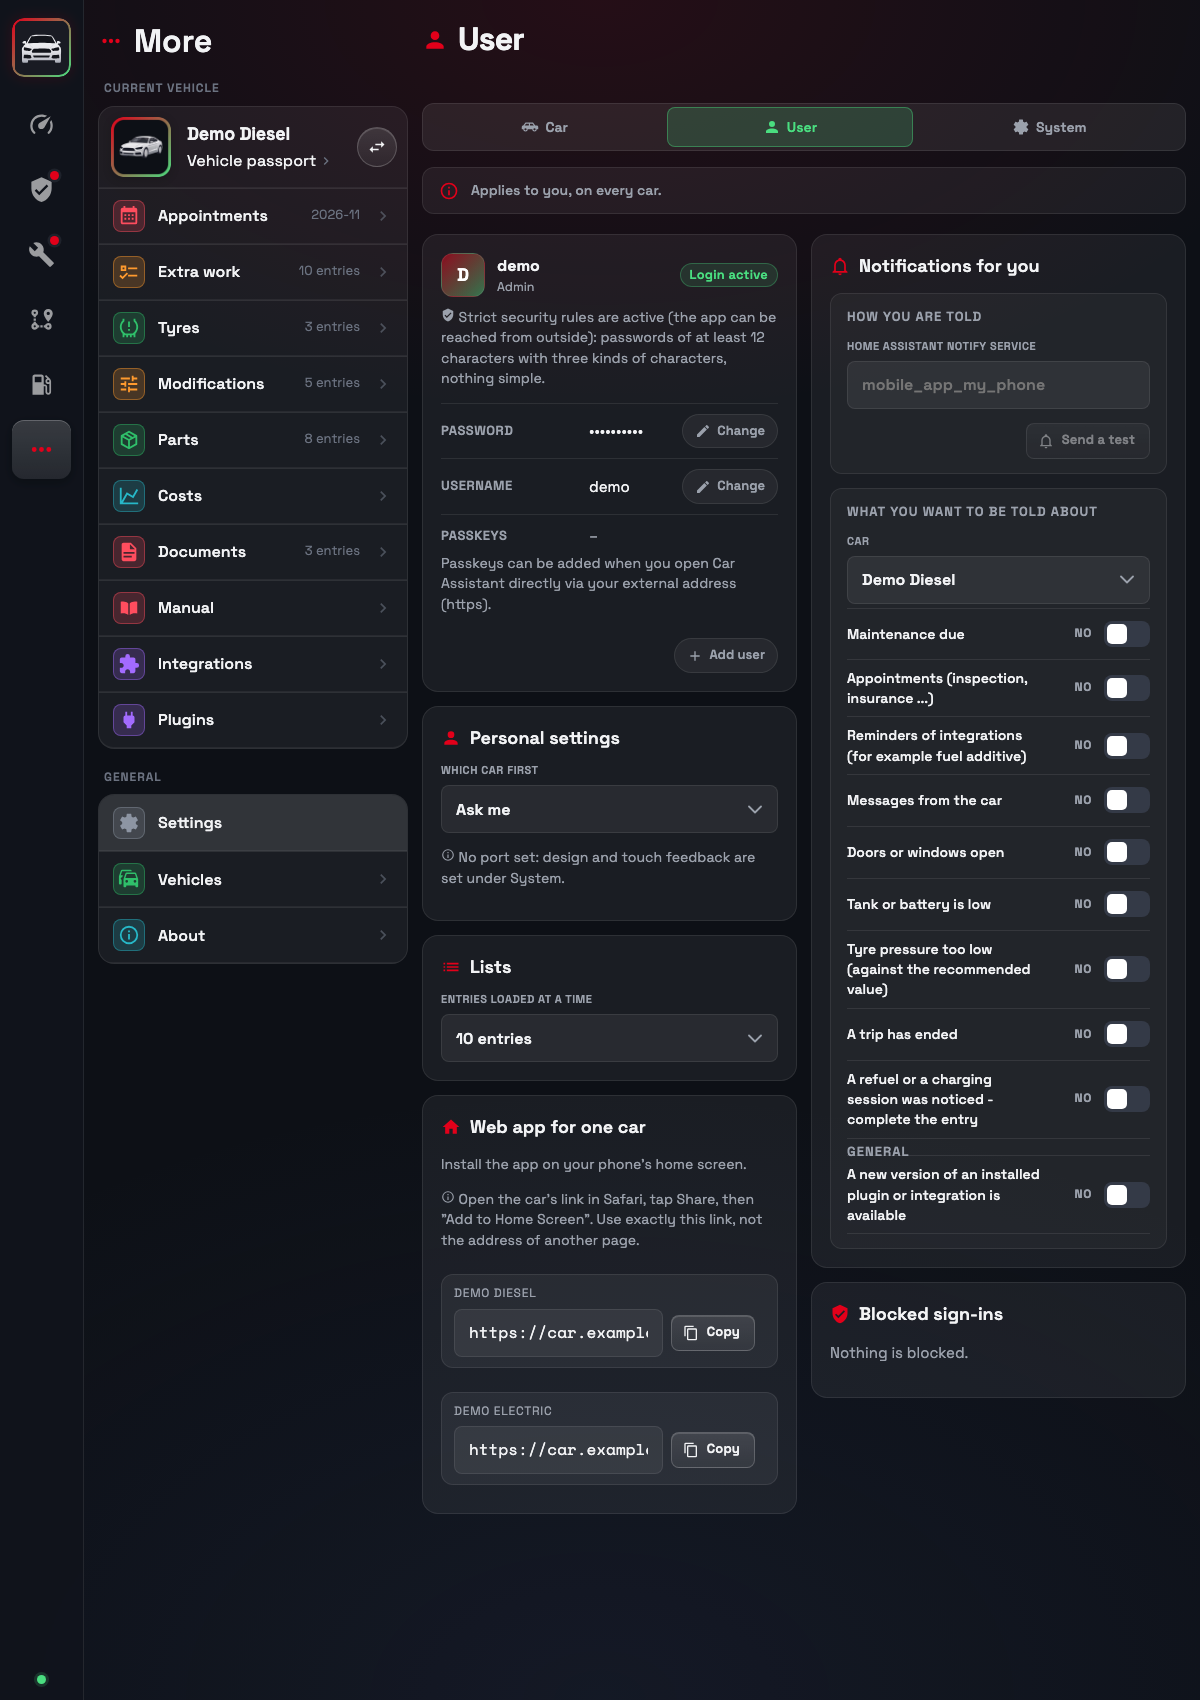 More
CURRENT VEHICLE
Demo Diesel
Vehicle passport
Appointments 2026-11
Extra work 10 entries
Tyres 3 entries
Modifications 5 entries
Parts 8 entries
Costs
Documents 3 entries
Manual
Integrations
Plugins
GENERAL
Settings
Vehicles
About
User
Car User System
Applies to you, on every car.
D
demo
Admin
Login active
Strict security rules are active (the app can be
reached from outside): passwords of at least 12
characters with three kinds of characters,
nothing simple.
PASSWORD •••••••••• Change
USERNAME demo Change
PASSKEYS –
Passkeys can be added when you open Car
Assistant directly via your external address
(https).
Add user
Personal settings
WHICH CAR FIRST
Ask me
No port set: design and touch feedback are
set under System.
Lists
ENTRIES LOADED AT A TIME
10 entries
Web app for one car
Install the app on your phone's home screen.
Open the car's link in Safari, tap Share, then
"Add to Home Screen". Use exactly this link, not
the address of another page.
DEMO DIESEL
https://car.example Copy
DEMO ELECTRIC
https://car.example Copy
Notifications for you
HOW YOU ARE TOLD
HOME ASSISTANT NOTIFY SERVICE
mobile_app_my_phone
Send a test
WHAT YOU WANT TO BE TOLD ABOUT
CAR
Demo Diesel
Maintenance due NO
Appointments (inspection,
insurance ...) NO
Reminders of integrations
(for example fuel additive) NO
Messages from the car NO
Doors or windows open NO
Tank or battery is low NO
Tyre pressure too low
(against the recommended NO
value)
A trip has ended NO
A refuel or a charging
session was noticed - NO
complete the entry
GENERAL
A new version of an installed
plugin or integration is NO
available
Blocked sign-ins
Nothing is blocked.